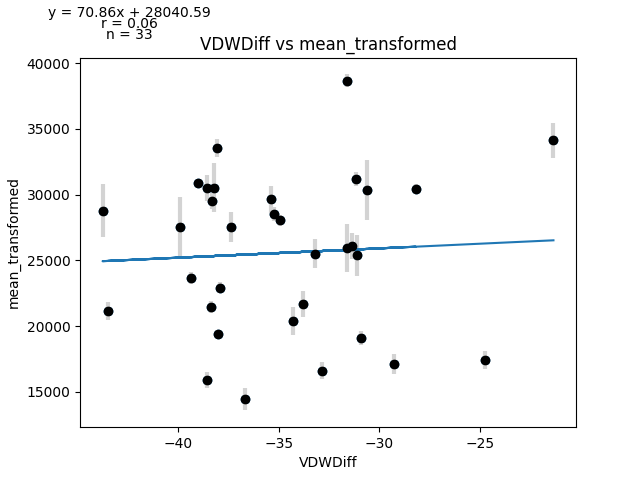 y = 70.86x + 28040.59
r = 0.06
n = 33
VDWDiff vs mean_transformed
40000
35000
30000
25000
20000
15000
mean_transformed
−40
−35
−30
−25
VDWDiff